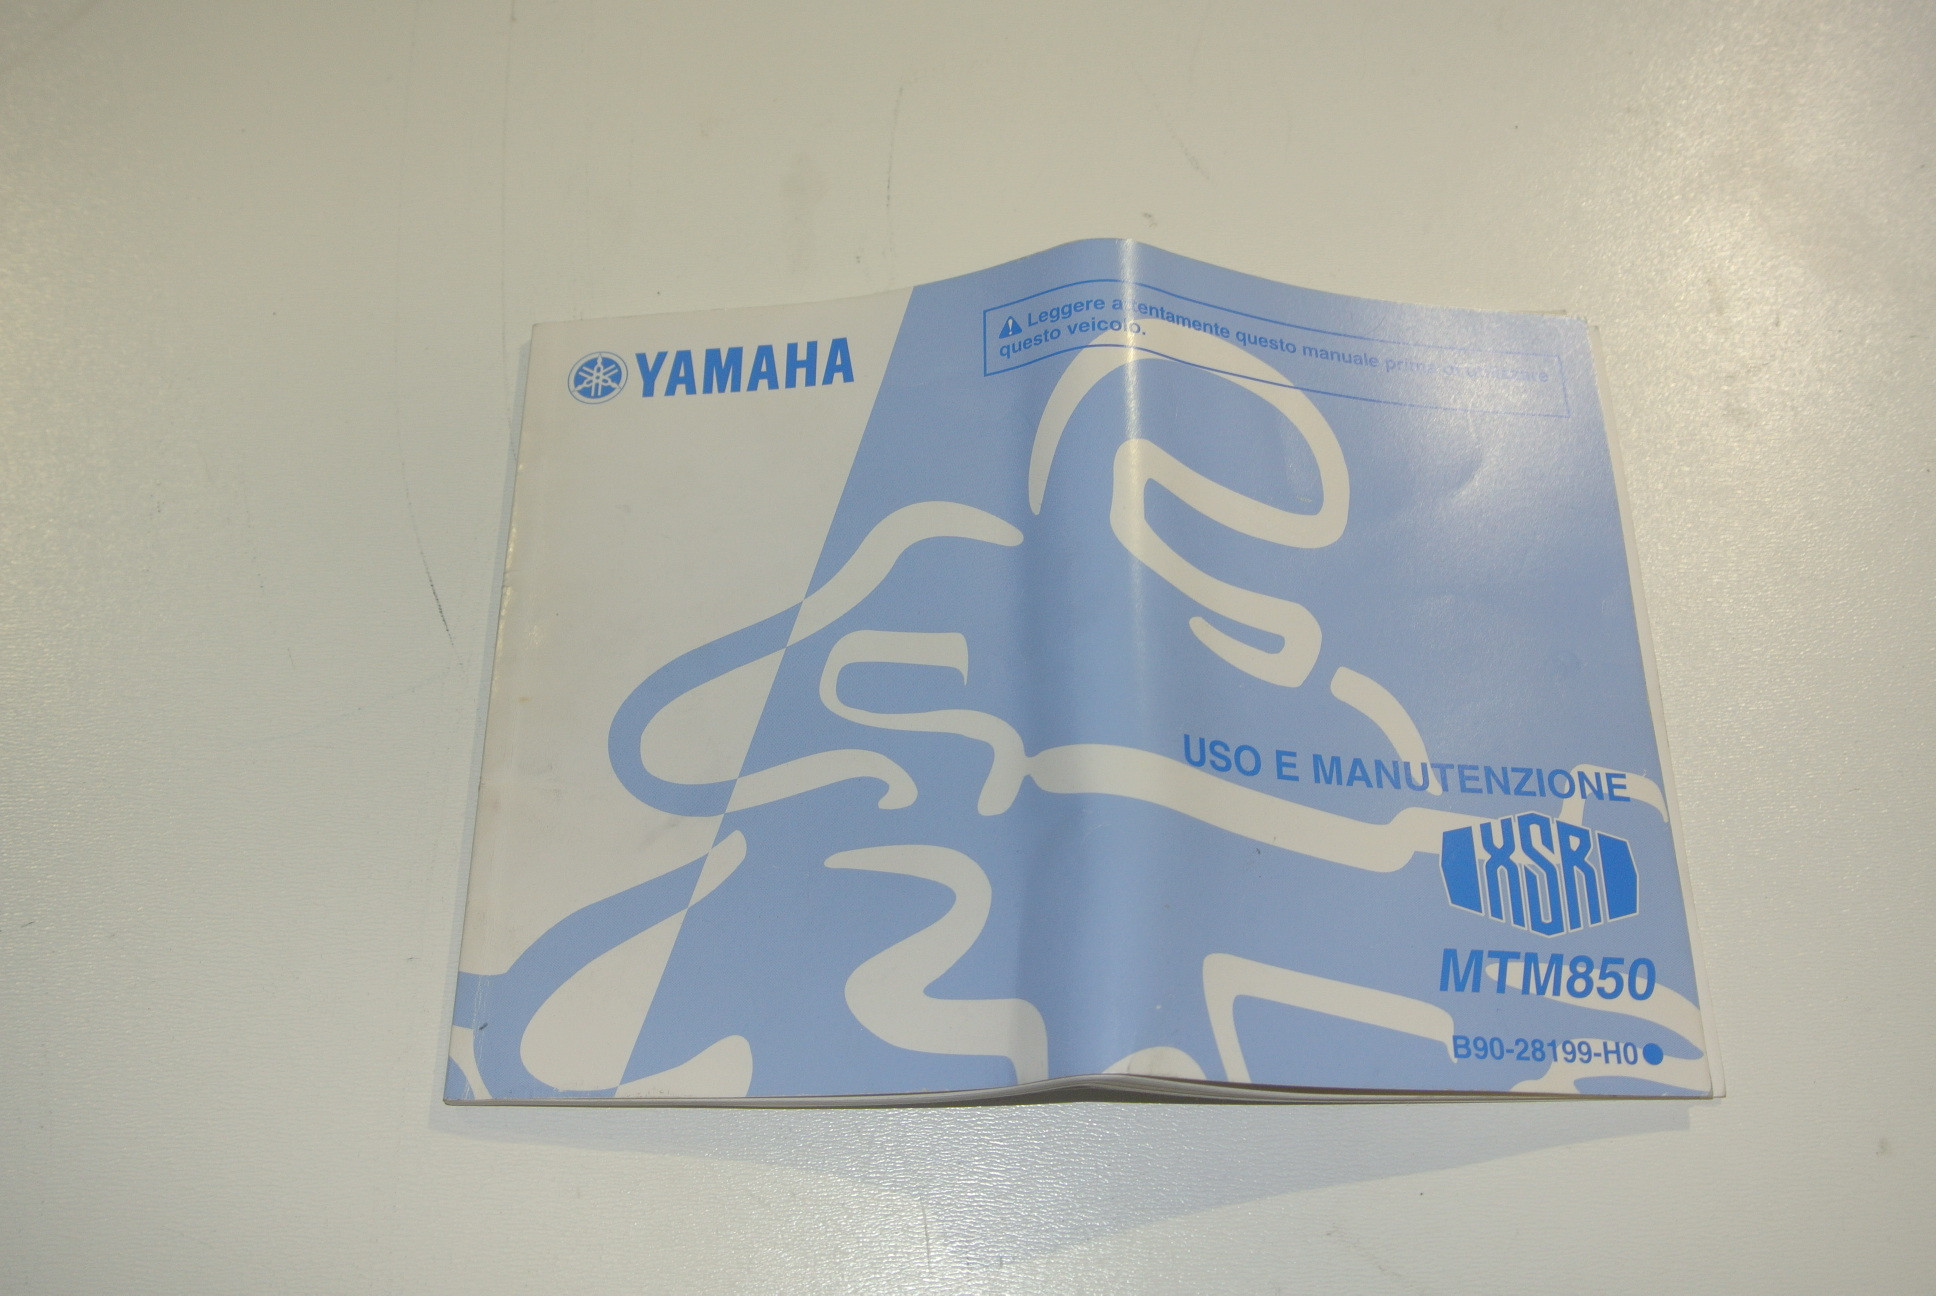 YAMAHA
Leggere attentamente questo manuale prima di utilizzare
questo veicolo.
USO E MANUTENZIONE
XSR
MTM850
B90-28199-H0